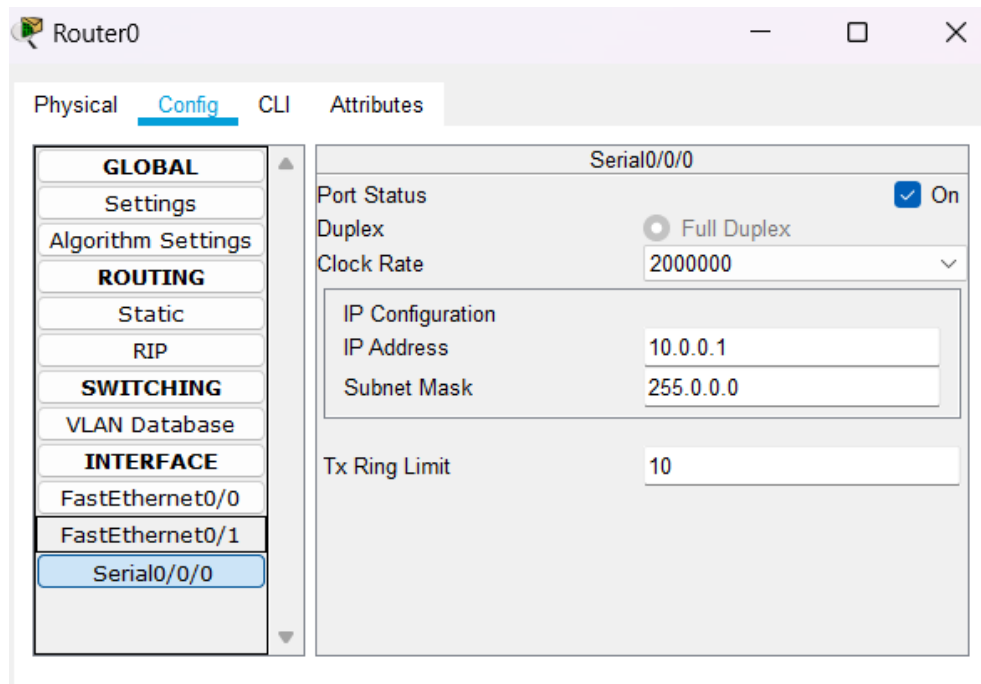 Router0
Physical Config CLI Attributes
GLOBAL
Settings
Algorithm Settings
ROUTING
Static
RIP
SWITCHING
VLAN Database
INTERFACE
FastEthernet0/0
FastEthernet0/1
Serial0/0/0
Serial0/0/0
Port Status On
Duplex Full Duplex
Clock Rate 2000000
IP Configuration
IP Address 10.0.0.1
Subnet Mask 255.0.0.0
Tx Ring Limit 10